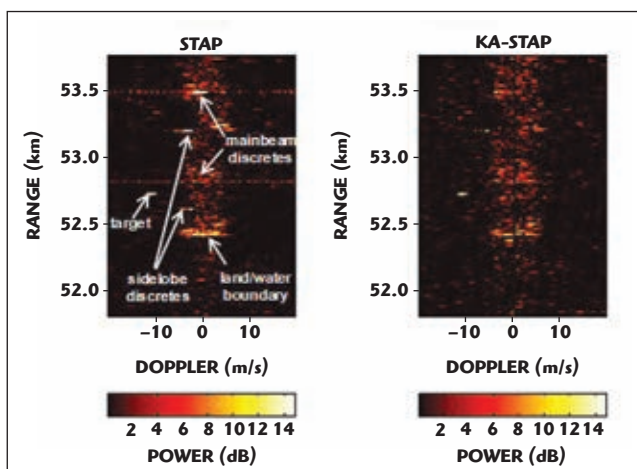 STAP
RANGE (km)
53.5
53.0
52.5
52.0
mainbeam
discretes
target
sidelobe
discretes
land/water
boundary
−10 0 10
DOPPLER (m/s)
2 4 6 8 10 12 14
POWER (dB)
KA-STAP
RANGE (km)
53.5
53.0
52.5
52.0
−10 0 10
DOPPLER (m/s)
2 4 6 8 10 12 14
POWER (dB)